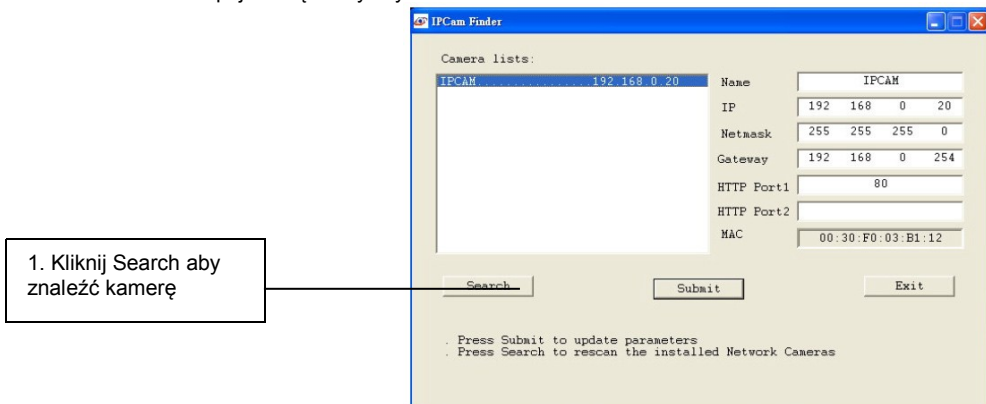 IPCam Finder
Camera lists:
IPCAM................192.168.0.20
Name IPCAM
IP 192 168 0 20
Netmask 255 255 255 0
Gateway 192 168 0 254
HTTP Port1 80
HTTP Port2
MAC 00:30:F0:03:B1:12
1. Kliknij Search aby
znaleźć kamerę
Search Submit Exit
. Press Submit to update parameters
. Press Search to rescan the installed Network Cameras